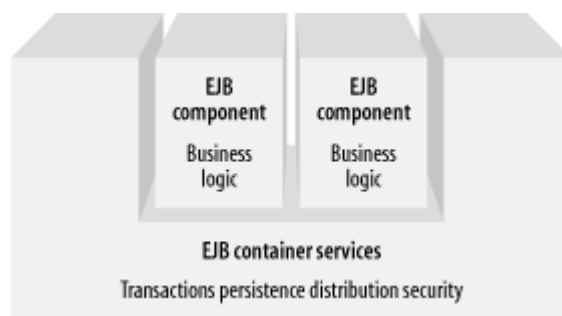 EJB
component
Business
logic
EJB
component
Business
logic
EJB container services
Transactions persistence distribution security